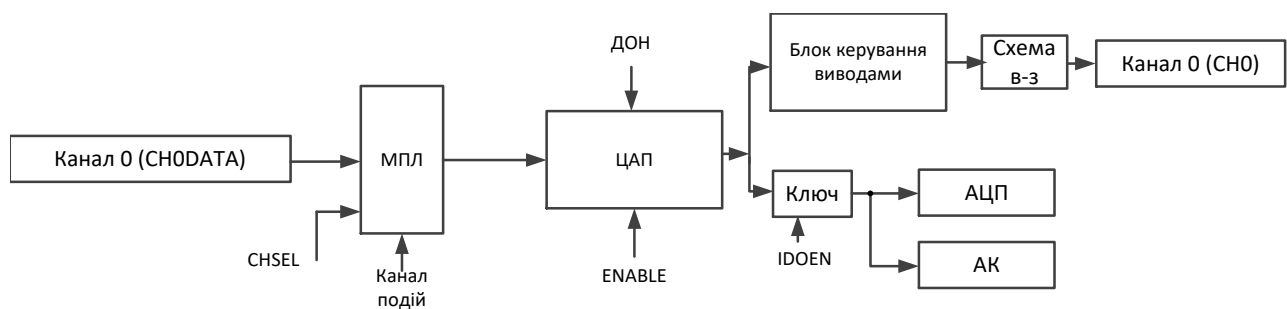 ДОН
Блок керування
виводами
Схема
в-з
Канал 0 (CH0)
Канал 0 (CH0DATA)
МПЛ
ЦАП
Ключ
АЦП
CHSEL
Канал
подій
ENABLE
IDOEN
АК